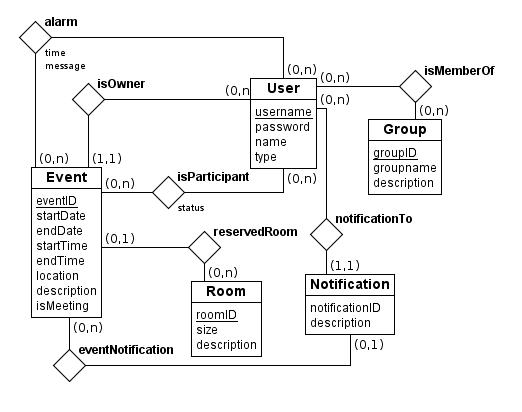 alarm
time
message
isOwner
(0,n)
(0,n)
(0,n)
isMemberOf
User
(0,n)
username
password
name
type
(0,n)
Group
groupID
groupname
description
(0,n)
(1,1)
(0,n)
isParticipant
(0,n)
status
Event
eventID
startDate
endDate
startTime
endTime
location
description
isMeeting
(0,1)
reservedRoom
notificationTo
(0,n)
(1,1)
Room
roomID
size
description
Notification
notificationID
description
(0,n)
eventNotification
(0,1)